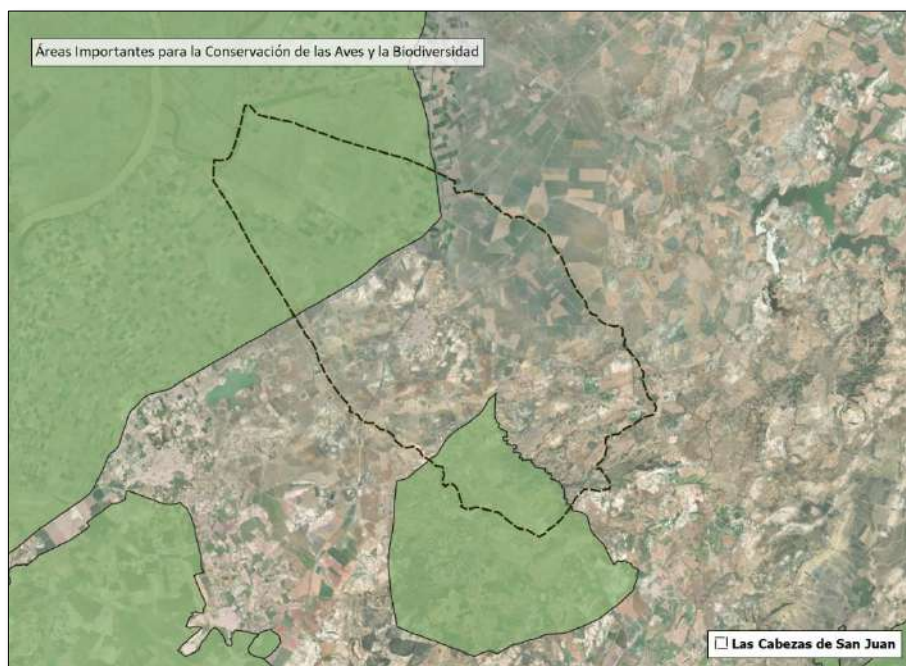 Áreas Importantes para la Conservación de las Aves y la Biodiversidad
Las Cabezas de San Juan